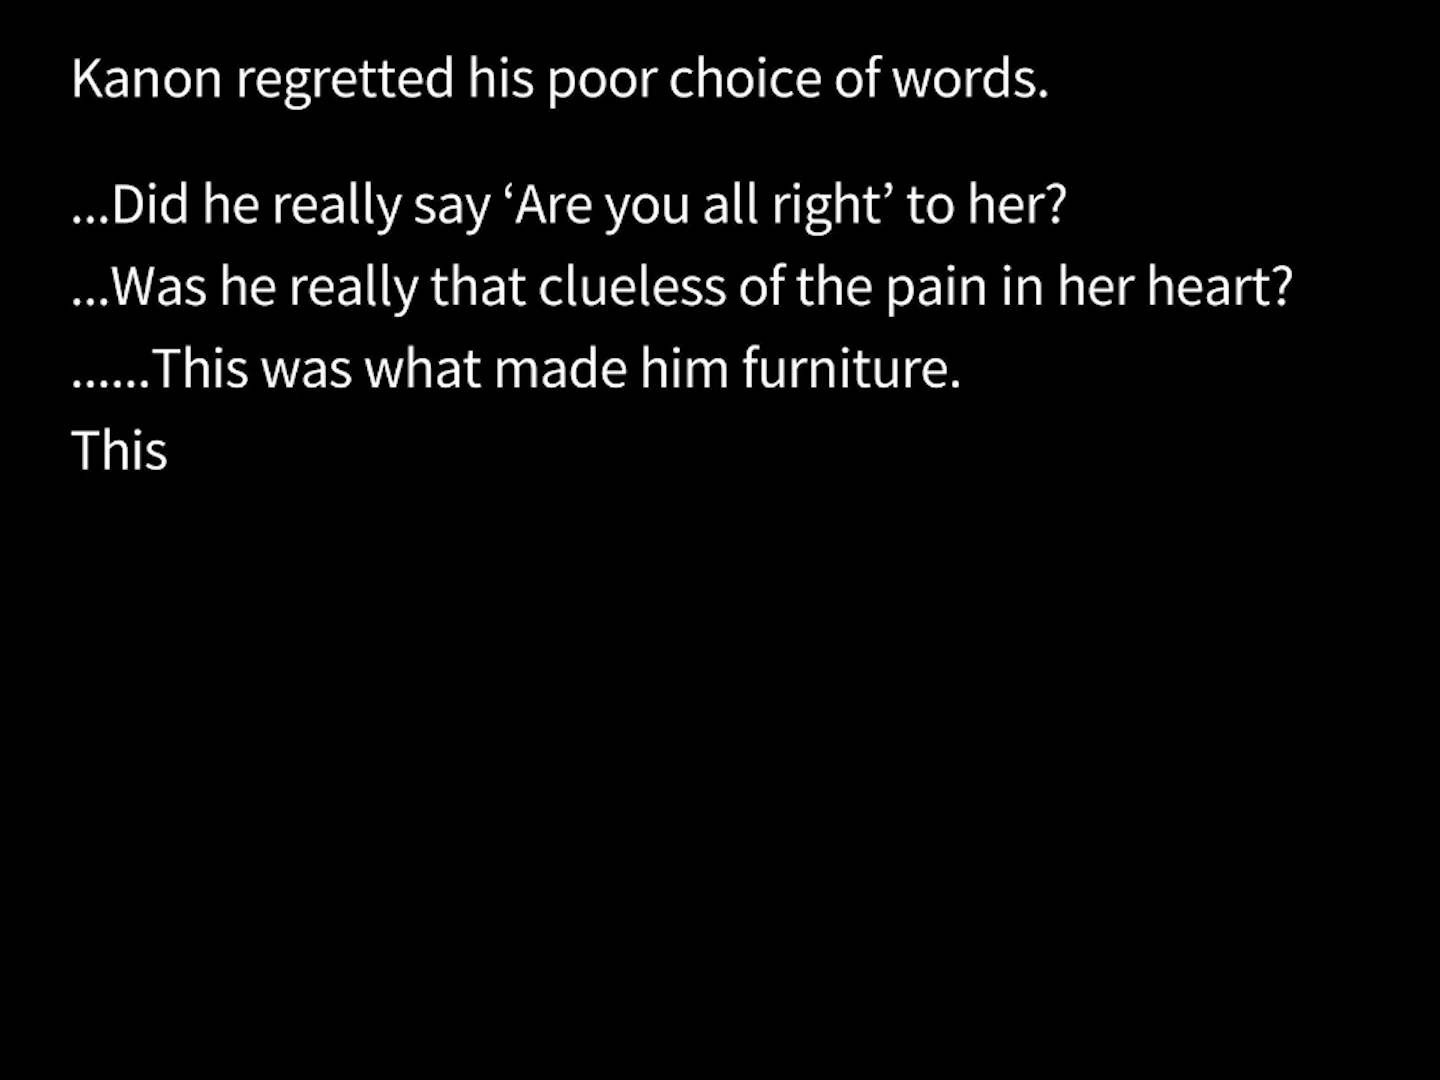 Kanon regretted his poor choice of words.
...Did he really say ‘Are you all right’ to her?
...Was he really that clueless of the pain in her heart?
......This was what made him furniture.
This